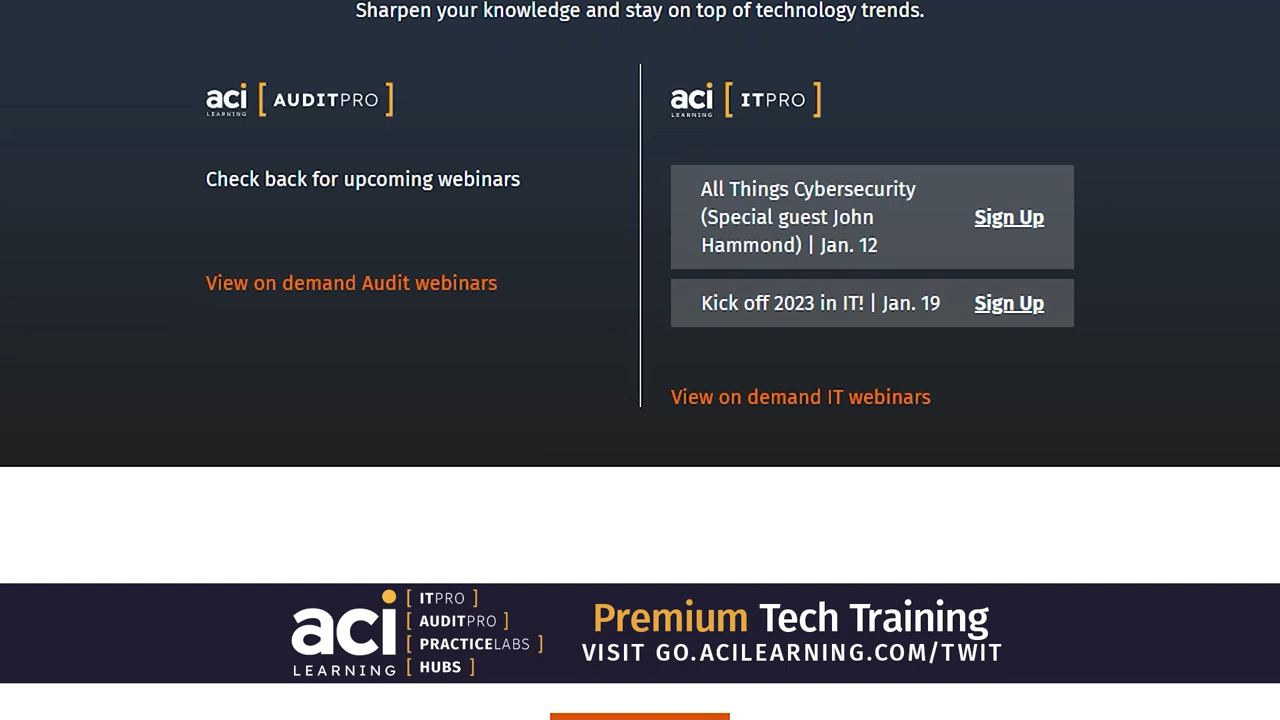 Sharpen your knowledge and stay on top of technology trends.
aci LEARNING [ AUDITPRO ]
Check back for upcoming webinars
View on demand Audit webinars
aci LEARNING [ ITPRO ]
All Things Cybersecurity
(Special guest John
Hammond) | Jan. 12
Sign Up
Kick off 2023 in IT! | Jan. 19
Sign Up
View on demand IT webinars
aci
LEARNING
[ ITPRO ]
[ AUDITPRO ]
[ PRACTICELABS ]
[ HUBS ]
Premium Tech Training
VISIT GO.ACILEARNING.COM/TWIT